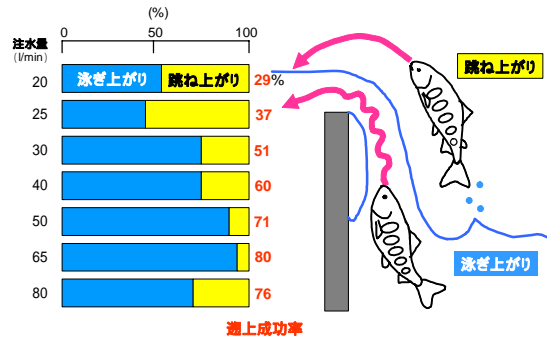 (%)
0 50 100
注水量
(l/min)
20 泳ぎ上がり 跳ね上がり 29%
25 37
30 51
40 60
50 71
65 80
80 76
遡上成功率
跳ね上がり
泳ぎ上がり